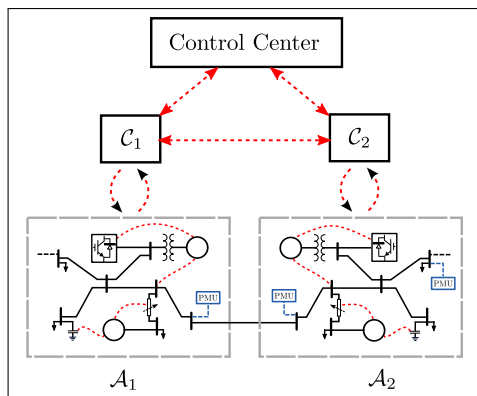 Control Center
𝒞₁
𝒞₂
PMU
PMU
PMU
𝒜₁
𝒜₂